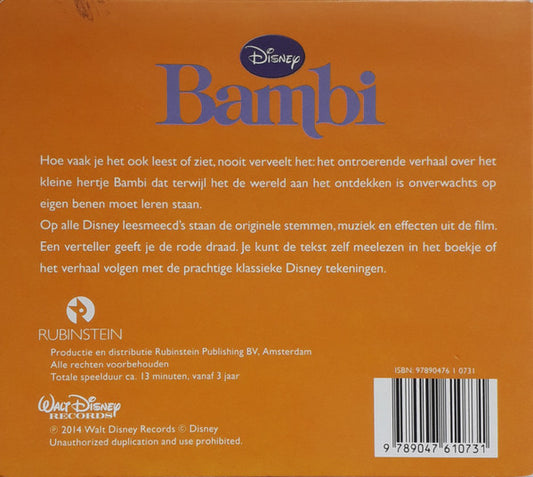 Disney
Bambi
Hoe vaak je het ook leest of ziet, nooit verveelt het: het ontroerende verhaal over het
kleine hertje Bambi dat terwijl het de wereld aan het ontdekken is onverwachts op
eigen benen moet leren staan.
Op alle Disney leesmeecd's staan de originele stemmen, muziek en effecten uit de film.
Een verteller geeft je de rode draad. Je kunt de tekst zelf meelezen in het boekje of
het verhaal volgen met de prachtige klassieke Disney tekeningen.
RUBINSTEIN
Productie en distributie Rubinstein Publishing BV, Amsterdam
Alle rechten voorbehouden
Totale speelduur ca. 13 minuten, vanaf 3 jaar
ISBN: 97890476 1 0731
WALT DISNEY
RECORDS
℗ 2014 Walt Disney Records © Disney
Unauthorized duplication and use prohibited.
9 789047 610731